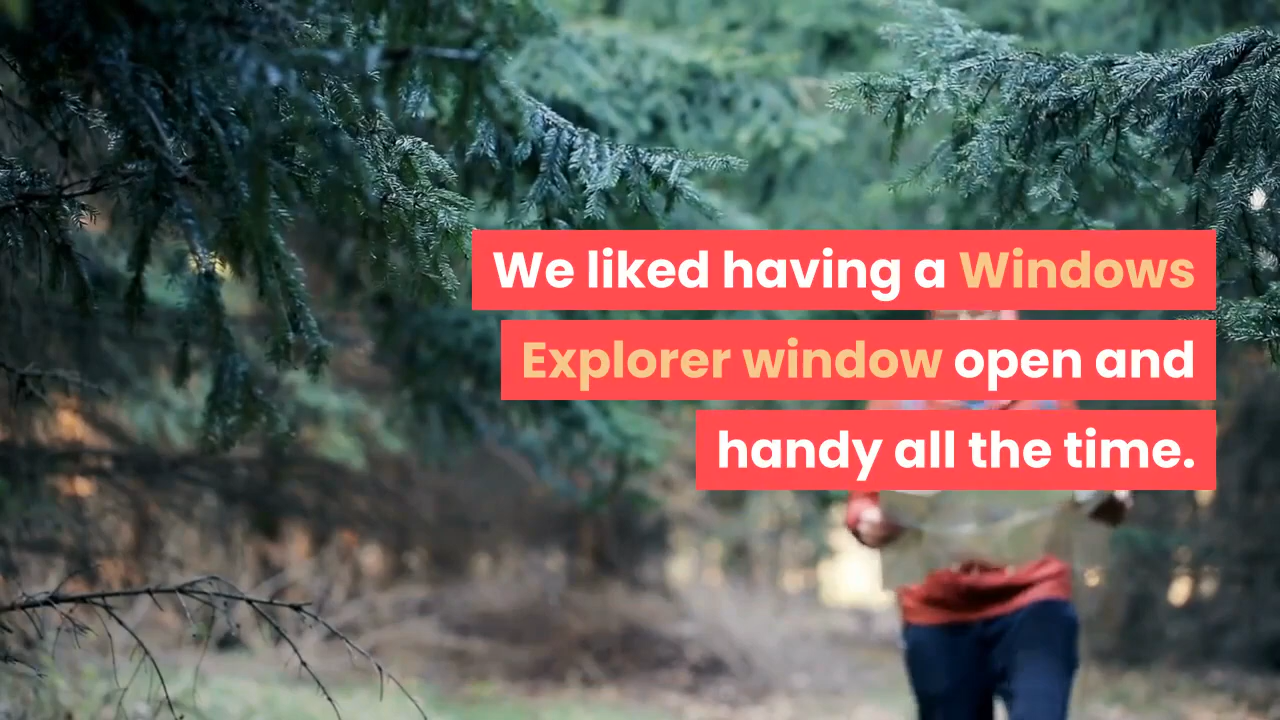 We liked having a Windows
Explorer window open and
handy all the time.